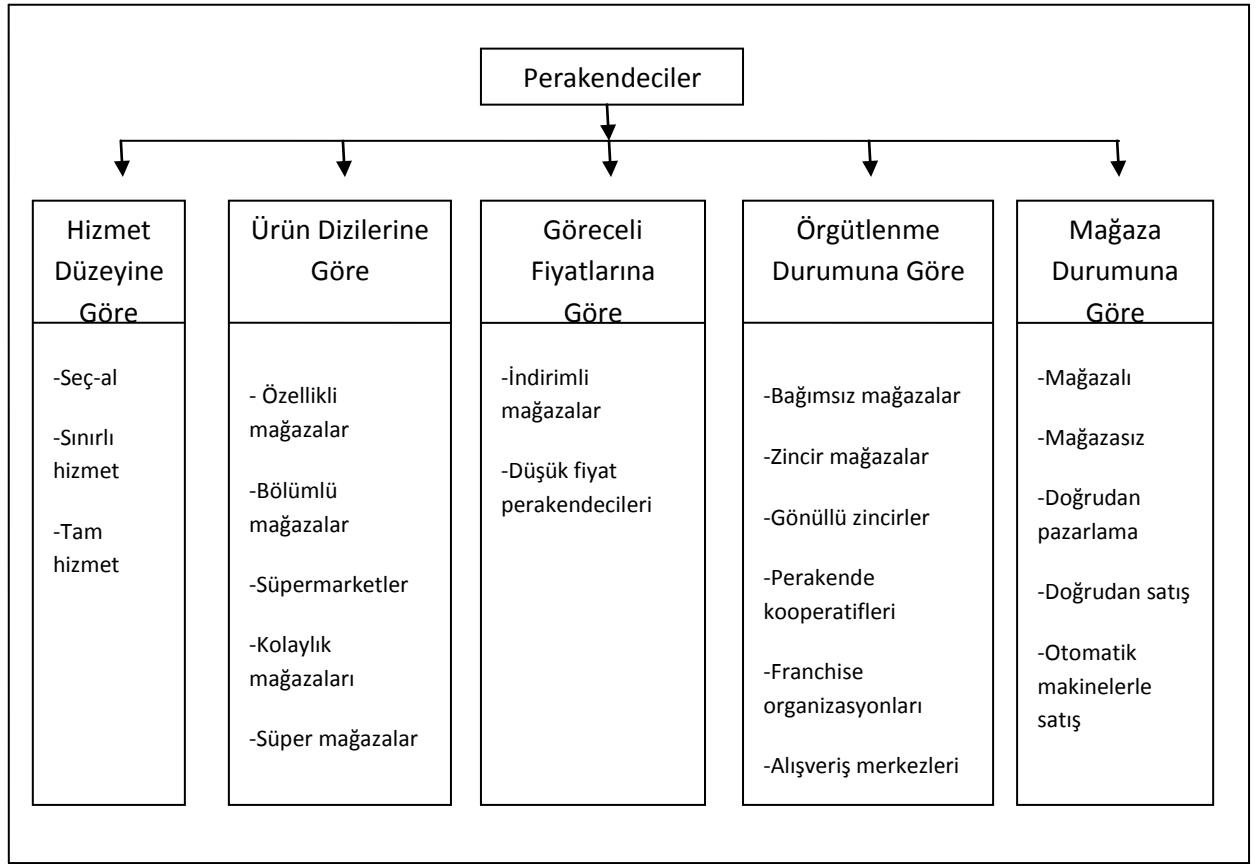 Perakendeciler
Hizmet
Düzeyine
Göre
-Seç-al
-Sınırlı
hizmet
-Tam
hizmet
Ürün Dizilerine
Göre
- Özellikli
mağazalar
-Bölümlü
mağazalar
-Süpermarketler
-Kolaylık
mağazaları
-Süper mağazalar
Göreceli
Fiyatlarına
Göre
-İndirimli
mağazalar
-Düşük fiyat
perakendecileri
Örgütlenme
Durumuna Göre
-Bağımsız mağazalar
-Zincir mağazalar
-Gönüllü zincirler
-Perakende
kooperatifleri
-Franchise
organizasyonları
-Alışveriş merkezleri
Mağaza
Durumuna
Göre
-Mağazalı
-Mağazasız
-Doğrudan
pazarlama
-Doğrudan satış
-Otomatik
makinelerle
satış